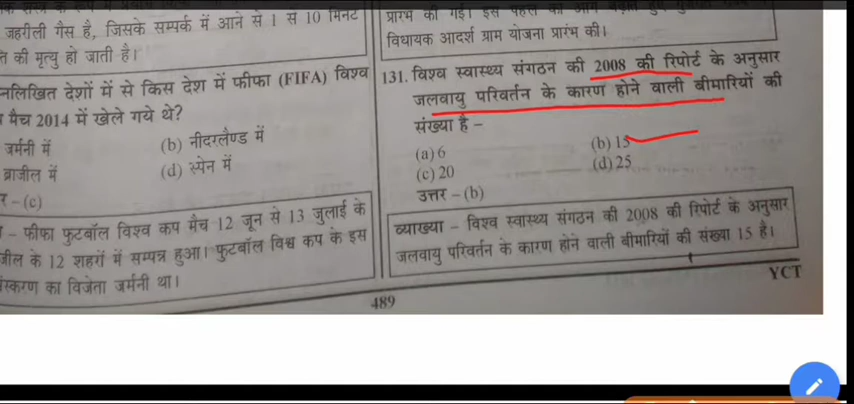 जहरीली गैस है, जिसके सम्पर्क में आने से 1 से 10 मिनट
की मृत्यु हो जाती है।
देशों में से किस देश में फीफा (FIFA) विश्व
मैच 2014 में खेले गये थे?
जर्मनी में
(b) नीदरलैण्ड में
ब्राजील में
(d) स्पेन में
–(c)
– फीफा फुटबॉल विश्व कप मैच 12 जून से 13 जुलाई के
के 12 शहरों में सम्पन्न हुआ। फुटबॉल विश्व कप के इस
का विजेता जर्मनी था।
प्रारंभ की गई। इस पहल को आगे
विधायक आदर्श ग्राम योजना प्रारंभ की।
131. विश्व स्वास्थ्य संगठन की 2008 की रिपोर्ट के अनुसार
जलवायु परिवर्तन के कारण होने वाली बीमारियों की
संख्या है –
(a) 6
(b) 15
(c) 20
(d) 25
उत्तर – (b)
व्याख्या – विश्व स्वास्थ्य संगठन की 2008 की रिपोर्ट के अनुसार
जलवायु परिवर्तन के कारण होने वाली बीमारियों की संख्या 15 है।
489
YCT